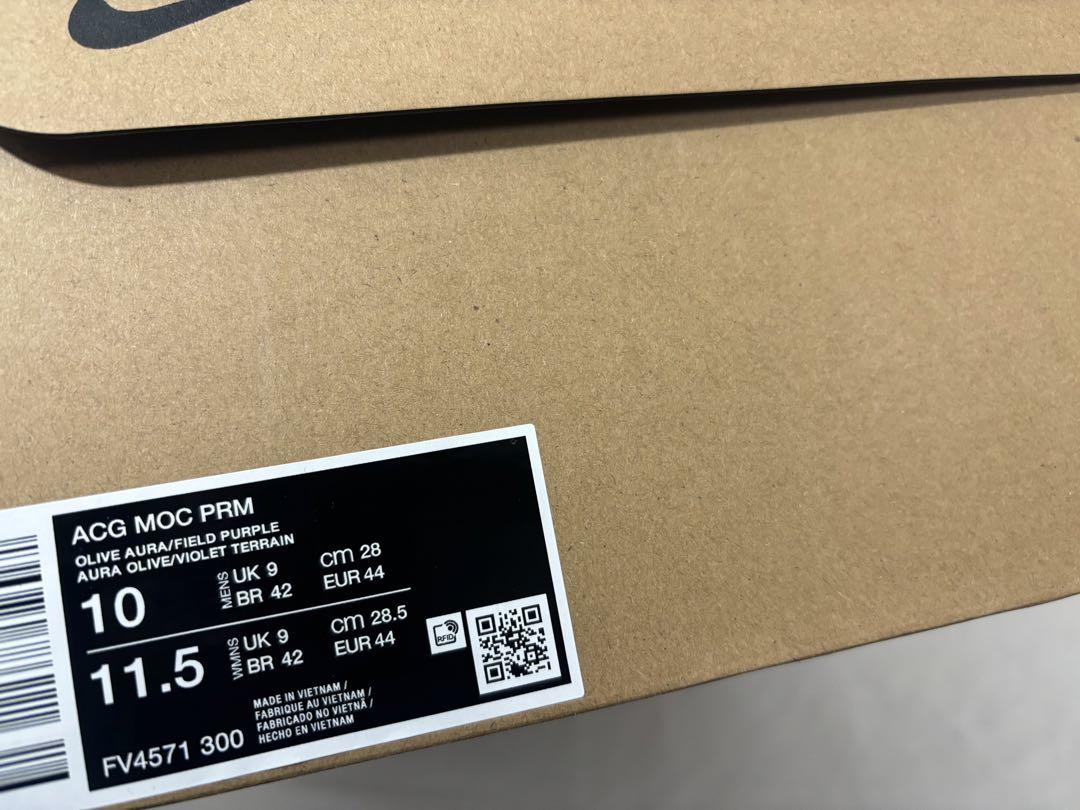 ACG MOC PRM
OLIVE AURA/FIELD PURPLE
AURA OLIVE/VIOLET TERRAIN
10 MENS UK 9 cm 28
BR 42 EUR 44
11.5 WMNS UK 9 cm 28.5
BR 42 EUR 44
RFID
MADE IN VIETNAM /
FABRIQUE AU VIETNAM /
FABRICADO NO VIETNÃ /
HECHO EN VIETNAM
FV4571 300